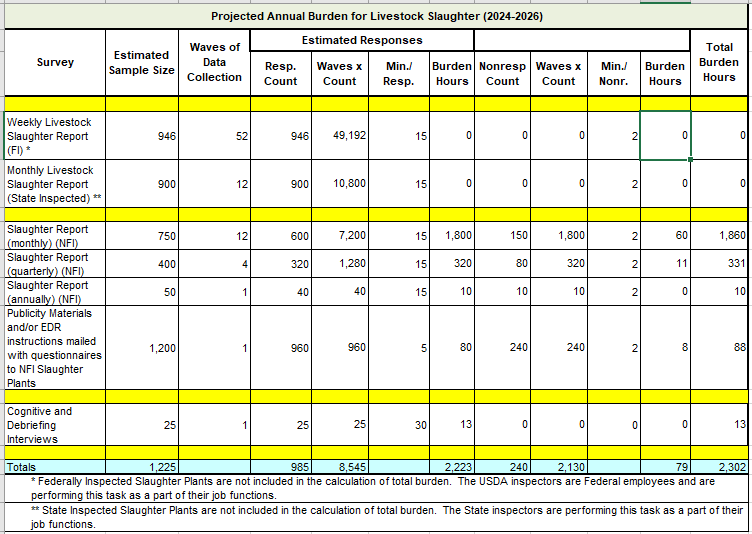 Projected Annual Burden for Livestock Slaughter (2024-2026)
Survey Estimated Sample Size Waves of Data Collection Estimated Responses Total Burden Hours
Resp. Count Waves x Count Min./ Resp. Burden Hours Nonresp Count Waves x Count Min./ Nonr. Burden Hours
Weekly Livestock
Slaughter Report 946 52 946 49,192 15 0 0 0 2 0 0
(FI) *
Monthly Livestock
Slaughter Report 900 12 900 10,800 15 0 0 0 2 0 0
(State Inspected) **
Slaughter Report
(monthly) (NFI) 750 12 600 7,200 15 1,800 150 1,800 2 60 1,860
Slaughter Report
(quarterly) (NFI) 400 4 320 1,280 15 320 80 320 2 11 331
Slaughter Report
(annually) (NFI) 50 1 40 40 15 10 10 10 2 0 10
Publicity Materials
and/or EDR
instructions mailed
with questionnaires 1,200 1 960 960 5 80 240 240 2 8 88
to NFI Slaughter
Plants
Cognitive and
Debriefing 25 1 25 25 30 13 0 0 0 0 13
Interviews
Totals 1,225 985 8,545 2,223 240 2,130 79 2,302
* Federally Inspected Slaughter Plants are not included in the calculation of total burden. The USDA inspectors are Federal employees and are
performing this task as a part of their job functions.
** State Inspected Slaughter Plants are not included in the calculation of total burden. The State inspectors are performing this task as a part of their
job functions.